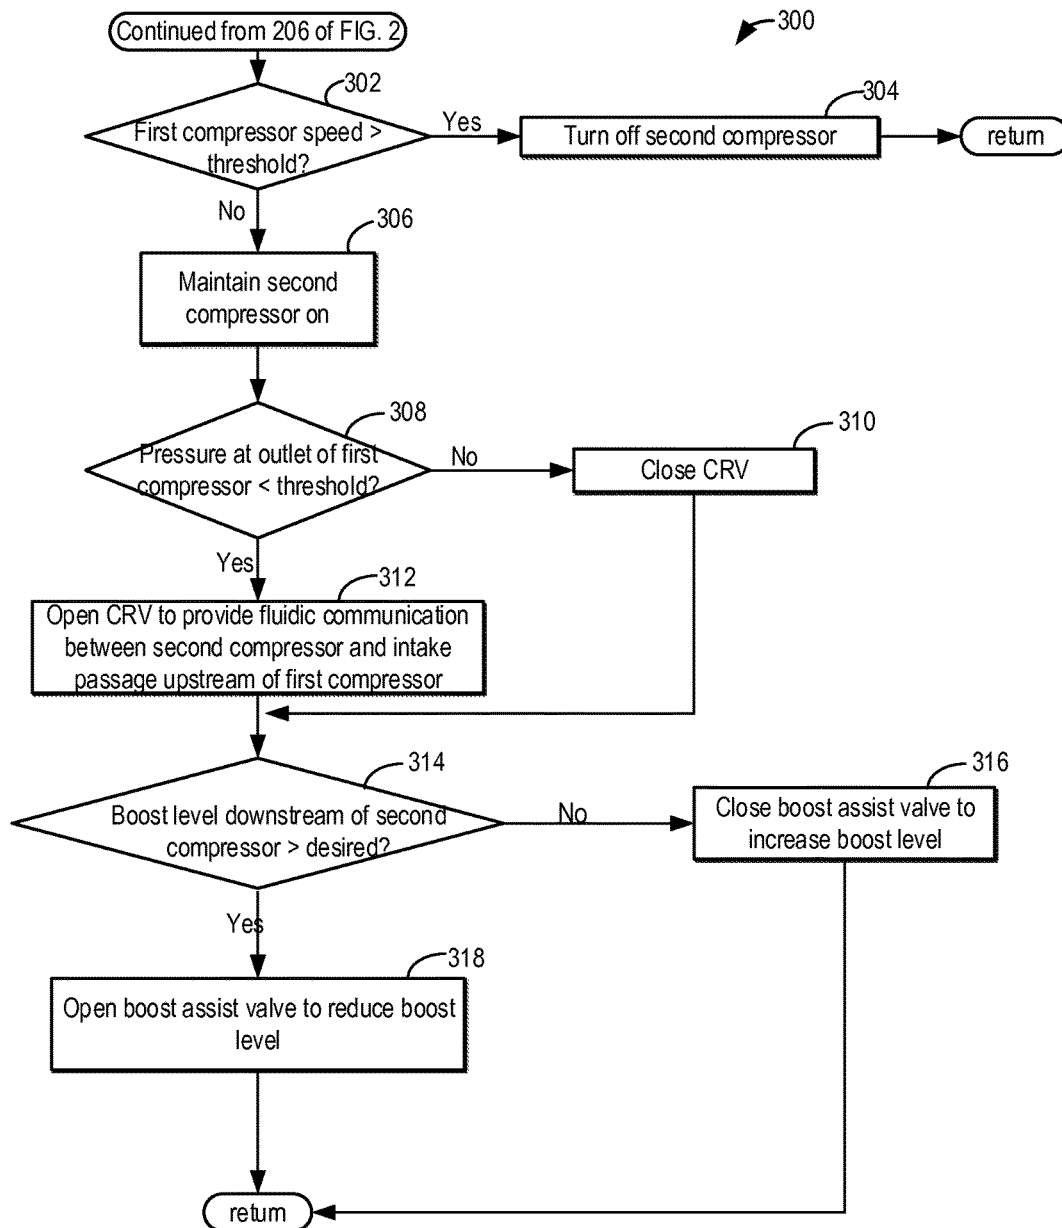 Continued from 206 of FIG. 2
300
302
First compressor speed >
threshold?
Yes
304
Turn off second compressor
return
No
306
Maintain second
compressor on
308
Pressure at outlet of first
compressor < threshold?
No
310
Close CRV
Yes
312
Open CRV to provide fluidic communication
between second compressor and intake
passage upstream of first compressor
314
Boost level downstream of second
compressor > desired?
No
316
Close boost assist valve to
increase boost level
Yes
318
Open boost assist valve to reduce boost
level
return